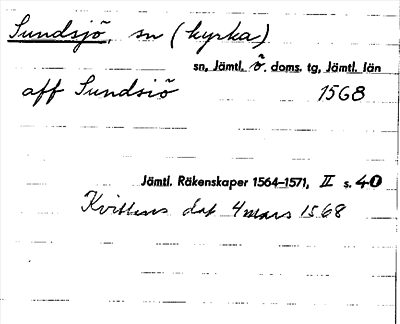 Sundsjö, sn (kyrka)
sn, Jämtl. ö. doms. tg, Jämtl. län
aff Sundsiö 1568
Jämtl. Räkenskaper 1564–1571, II s. 40
Kvittens dat 4 mars 1568